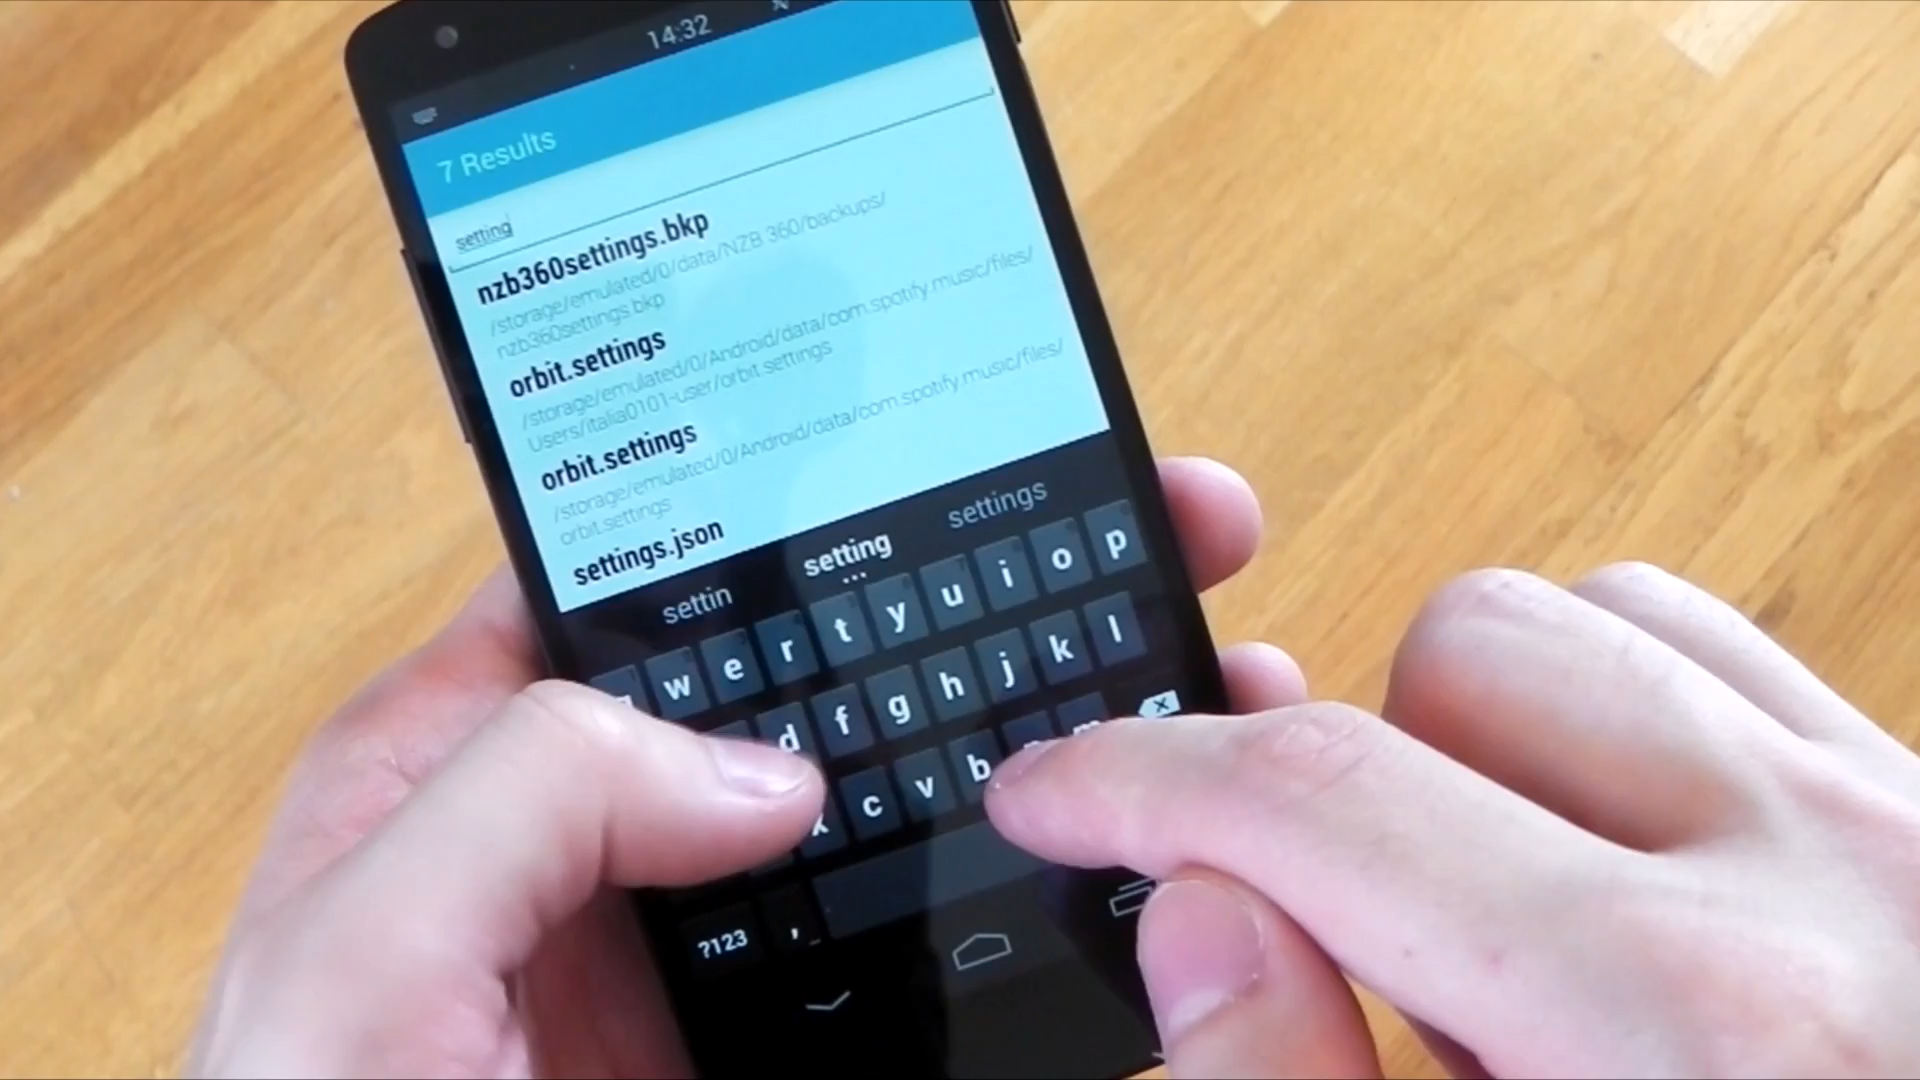 14:32
7 Results
setting
nzb360settings.bkp
/storage/emulated/0/data/NZB 360/backups/
nzb360settings.bkp
orbit.settings
/storage/emulated/0/Android/data/com.spotify.music/files/
Users/italia0101-user/orbit.settings
orbit.settings
/storage/emulated/0/Android/data/com.spotify.music/files/
orbit.settings
settings.json
settin setting settings
w e r t y u i o p
d f g h j k l
x c v b
?123 ,